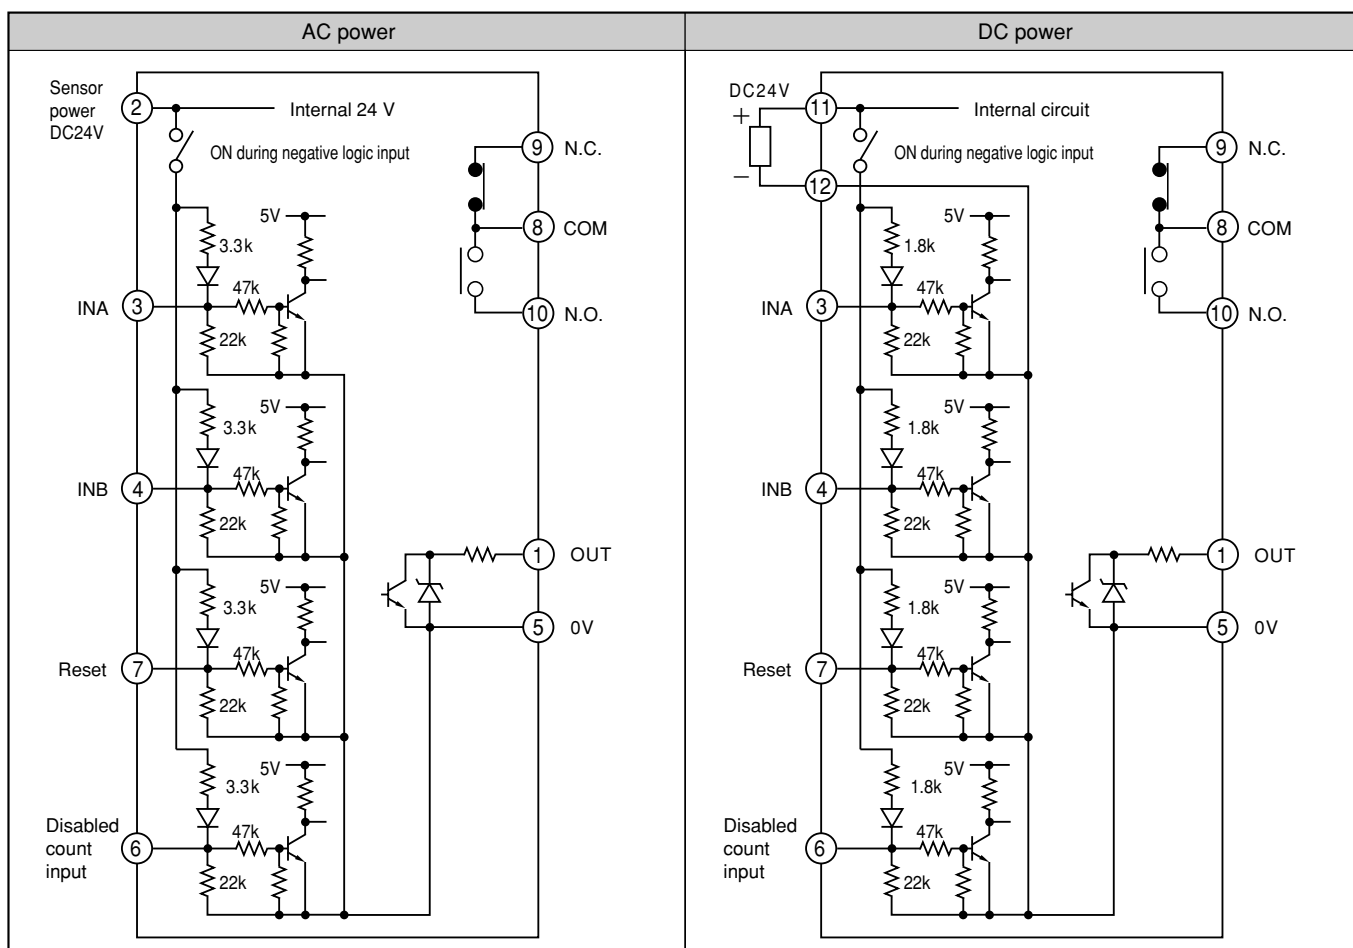 AC power
DC power
Sensor
power
DC24V
2
Internal 24 V
ON during negative logic input
9
N.C.
8
COM
10
N.O.
5V
3.3k
47k
INA
3
22k
5V
3.3k
47k
INB
4
22k
1
OUT
5
0V
5V
3.3k
47k
Reset
7
22k
5V
3.3k
47k
Disabled
count
input
6
22k
DC24V
+
−
11
Internal circuit
12
ON during negative logic input
9
N.C.
8
COM
10
N.O.
5V
1.8k
47k
INA
3
22k
5V
1.8k
47k
INB
4
22k
1
OUT
5
0V
5V
1.8k
47k
Reset
7
22k
5V
1.8k
47k
Disabled
count
input
6
22k